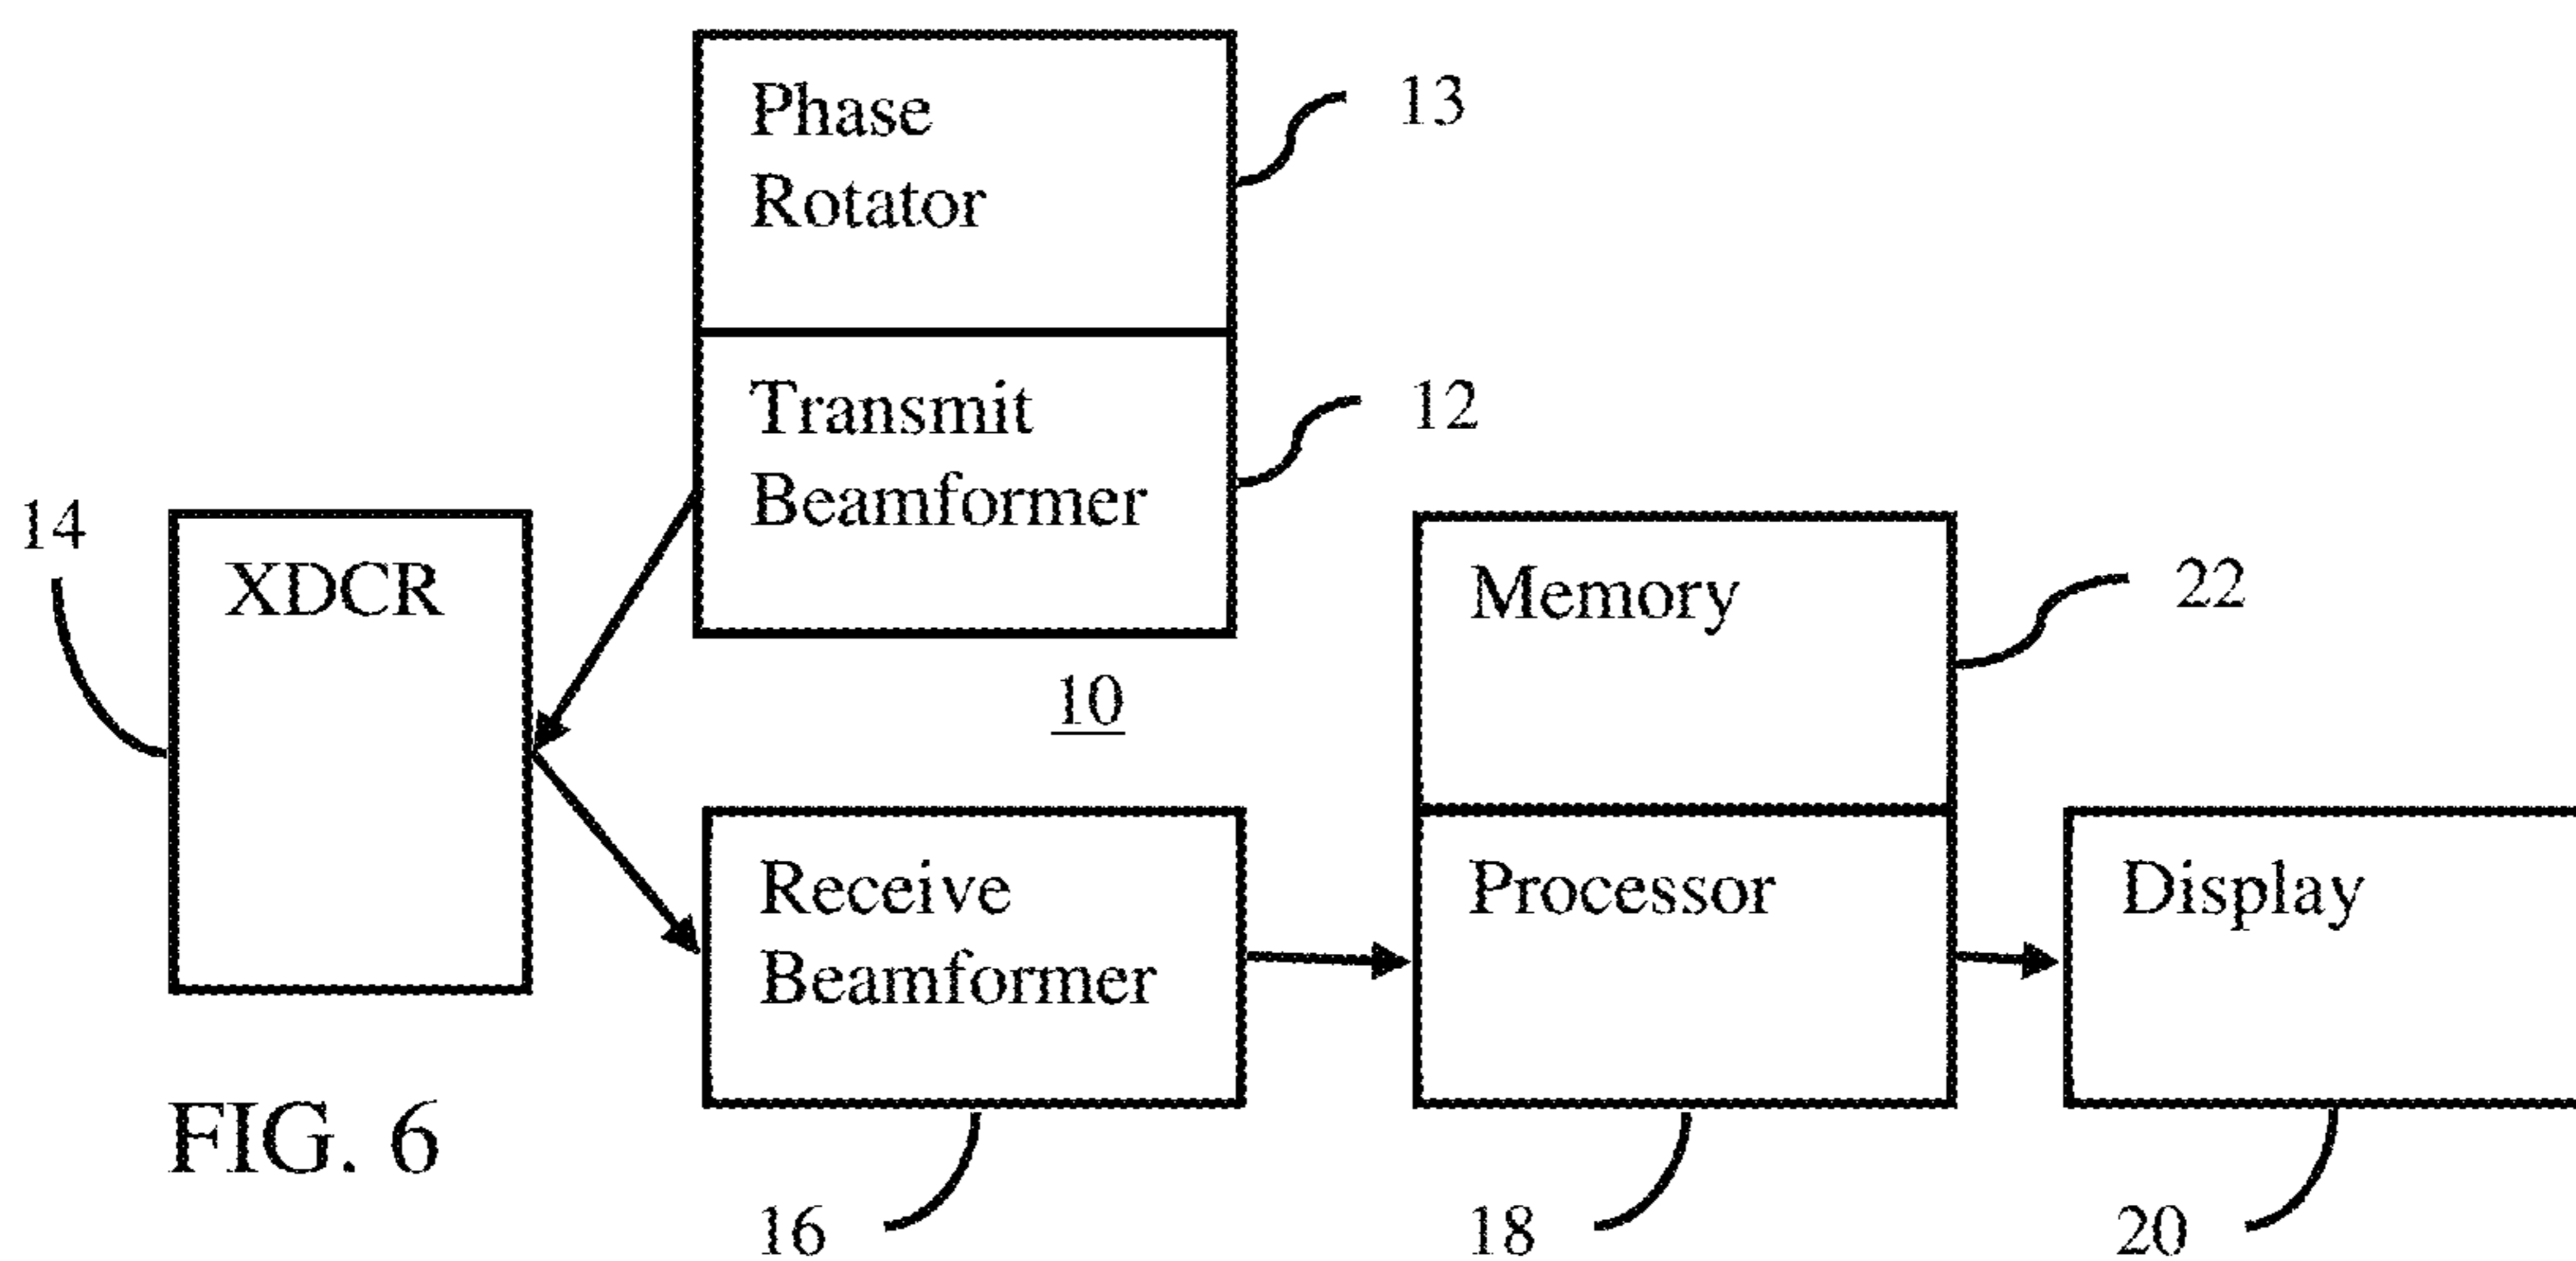 Phase
Rotator
13
Transmit
Beamformer
12
14
XDCR
Memory
22
10
Receive
Beamformer
Processor
Display
FIG. 6
16
18
20